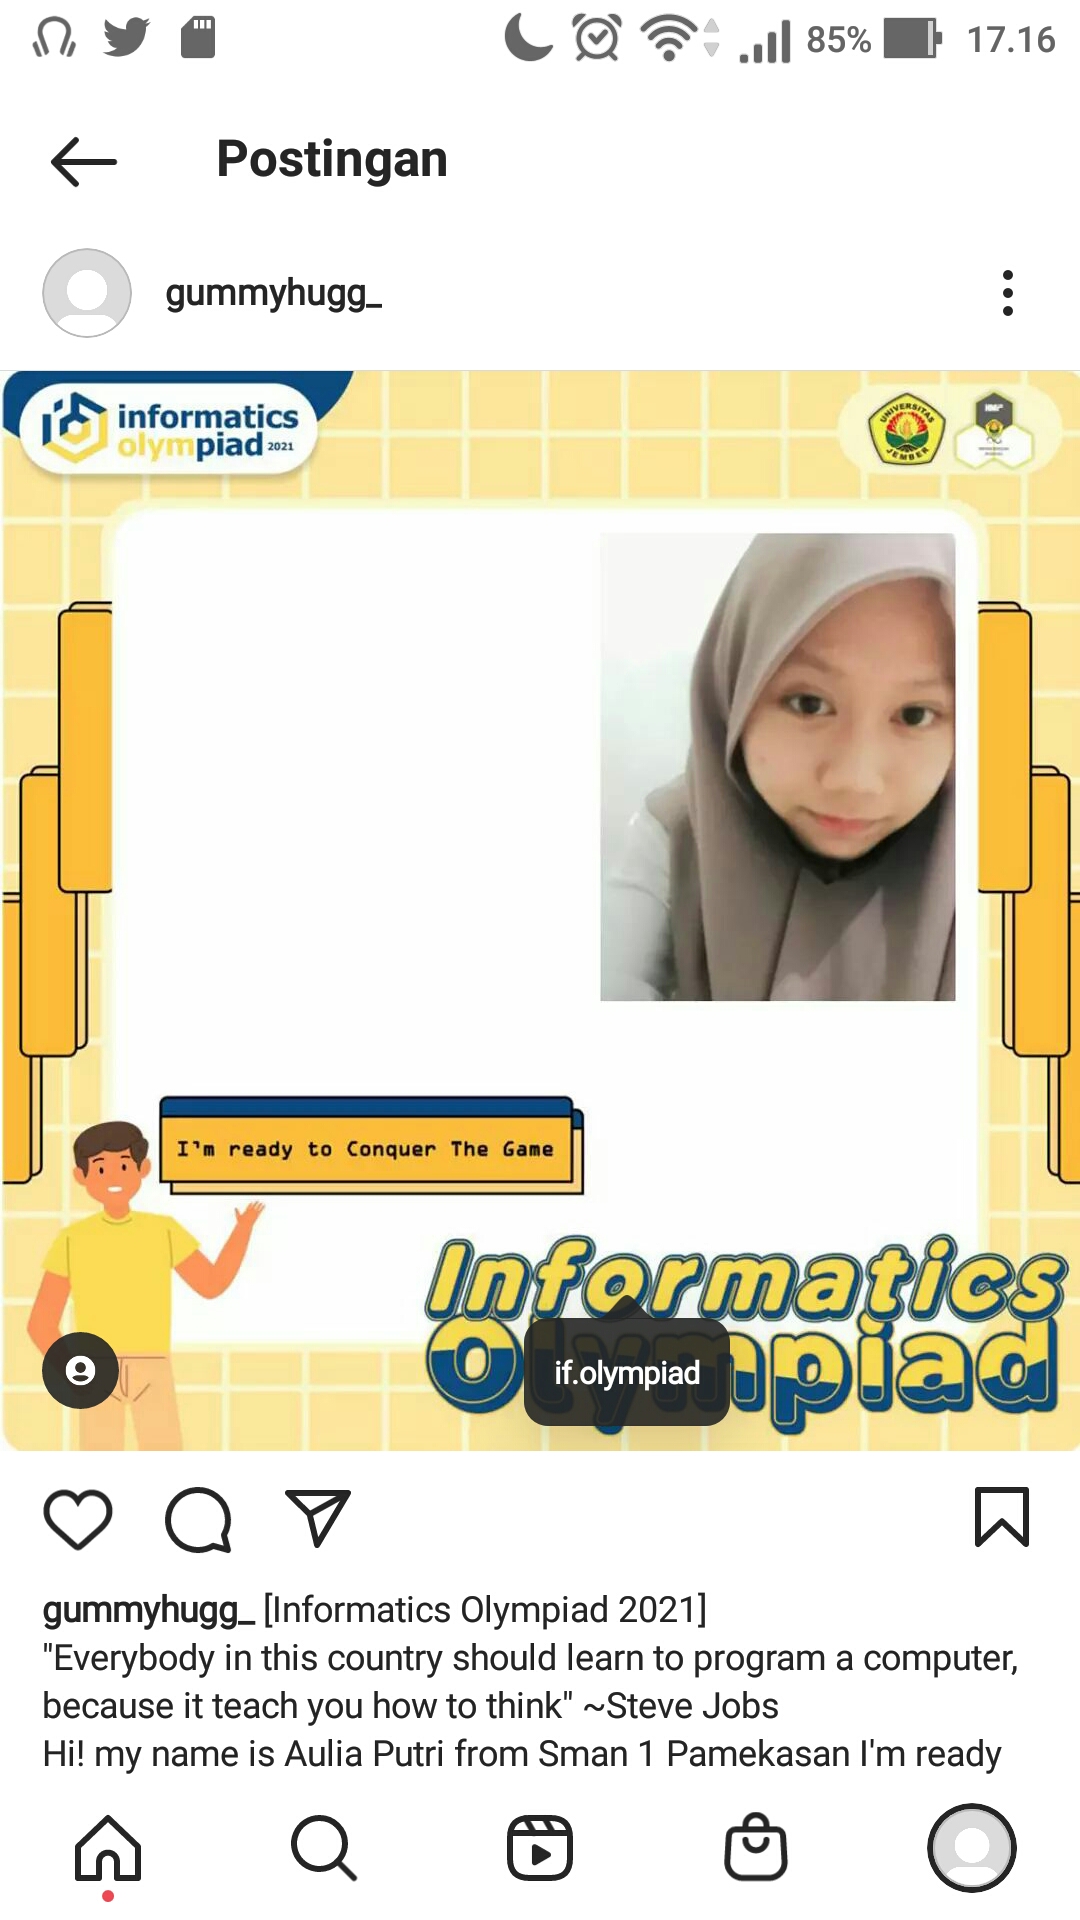 85% 17.16
Postingan
gummyhugg_
informatics
olympiad 2021
UNIVERSITAS
JEMBER
I'm ready to Conquer The Game
Informatics
Olympiad
if.olympiad
gummyhugg_ [Informatics Olympiad 2021]
"Everybody in this country should learn to program a computer,
because it teach you how to think" ~Steve Jobs
Hi! my name is Aulia Putri from Sman 1 Pamekasan I'm ready